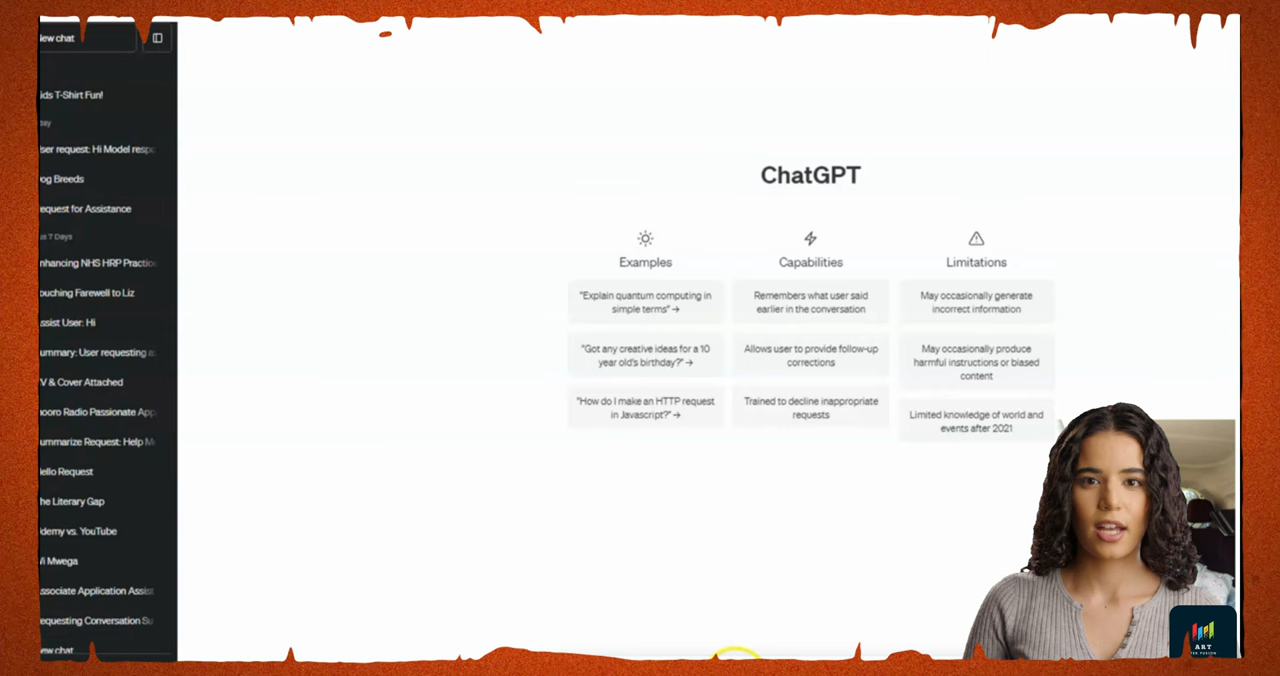 ew chat
ids T-Shirt Fun!
ay
ser request: Hi Model resp
og Breeds
equest for Assistance
us 7 Days
nhancing NHS HRP Practic
ouching Farewell to Liz
ssist User: Hi
ummary: User requesting a
V & Cover Attached
ooro Radio Passionate App
ummarize Request: Help M
ello Request
he Literary Gap
demy vs. YouTube
i Mwega
ssociate Application Assist
equesting Conversation Su
ew chat
ChatGPT
Examples
"Explain quantum computing in
simple terms" →
"Got any creative ideas for a 10
year old's birthday?" →
"How do I make an HTTP request
in Javascript?" →
Capabilities
Remembers what user said
earlier in the conversation
Allows user to provide follow-up
corrections
Trained to decline inappropriate
requests
Limitations
May occasionally generate
incorrect information
May occasionally produce
harmful instructions or biased
content
Limited knowledge of world and
events after 2021
ART